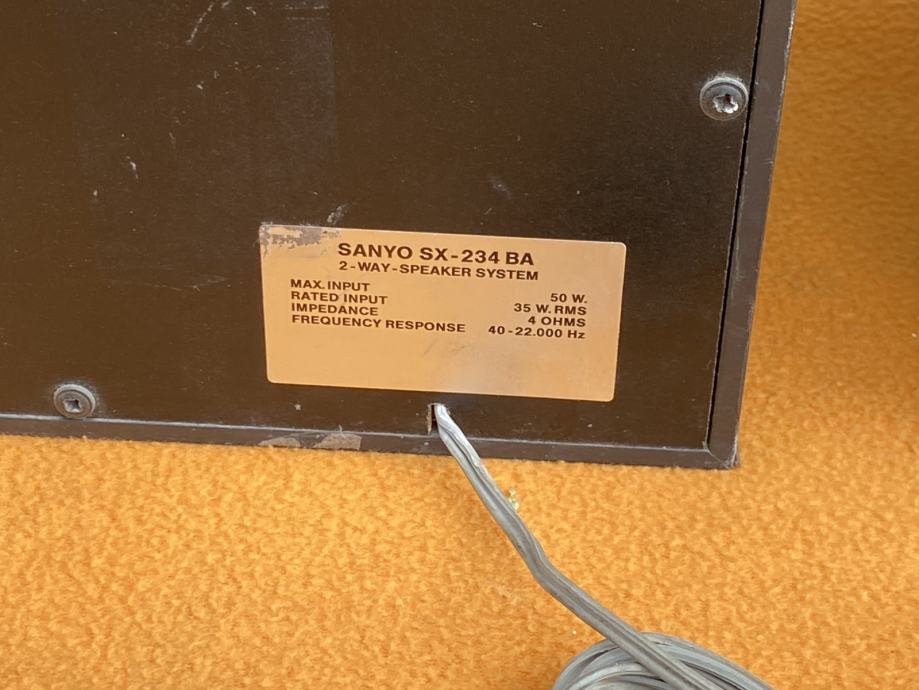 SANYO SX-234 BA
2-WAY-SPEAKER SYSTEM
MAX. INPUT 50 W.
RATED INPUT 35 W. RMS
IMPEDANCE 4 OHMS
FREQUENCY RESPONSE 40-22.000 Hz